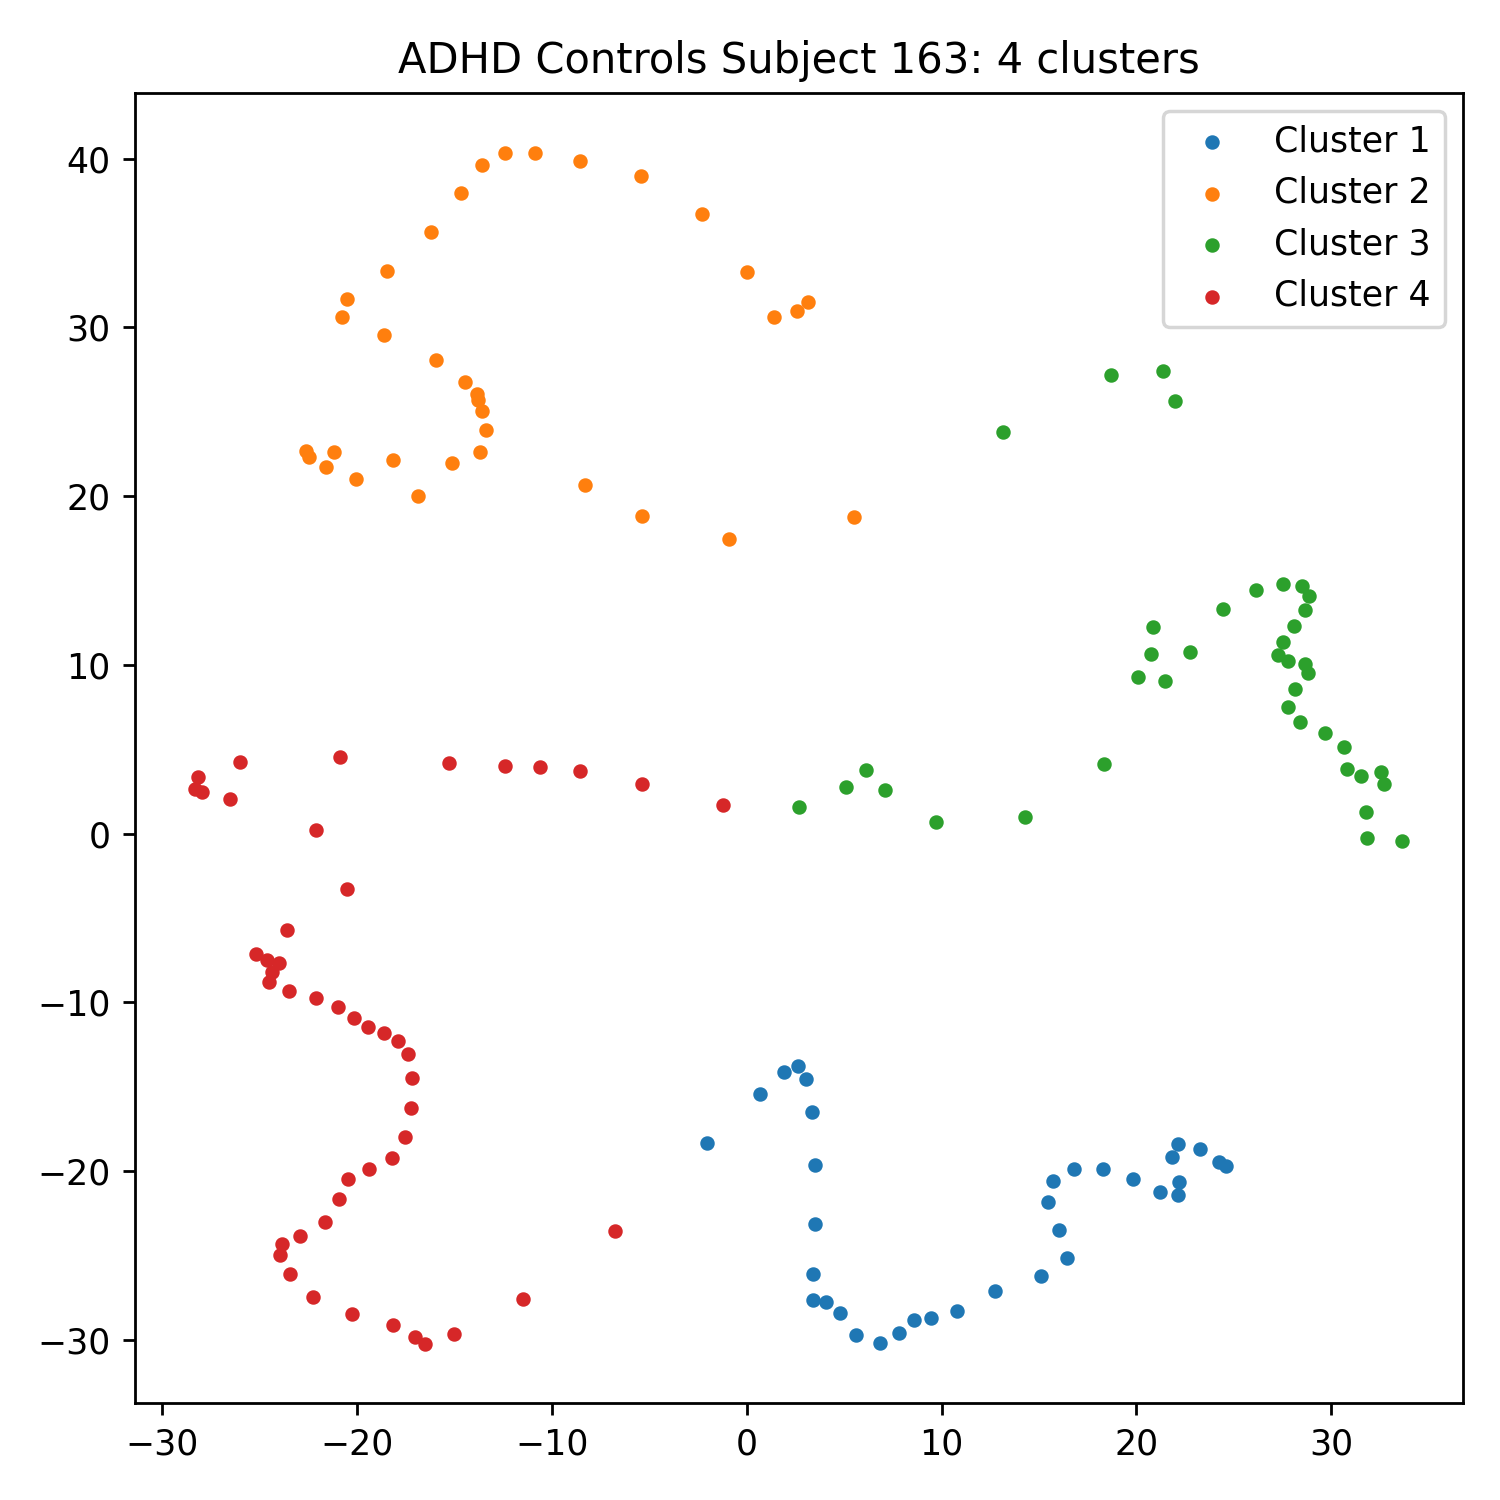 ADHD Controls Subject 163: 4 clusters
Cluster 1
Cluster 2
Cluster 3
Cluster 4
40
30
20
10
0
−10
−20
−30
−30 −20 −10 0 10 20 30